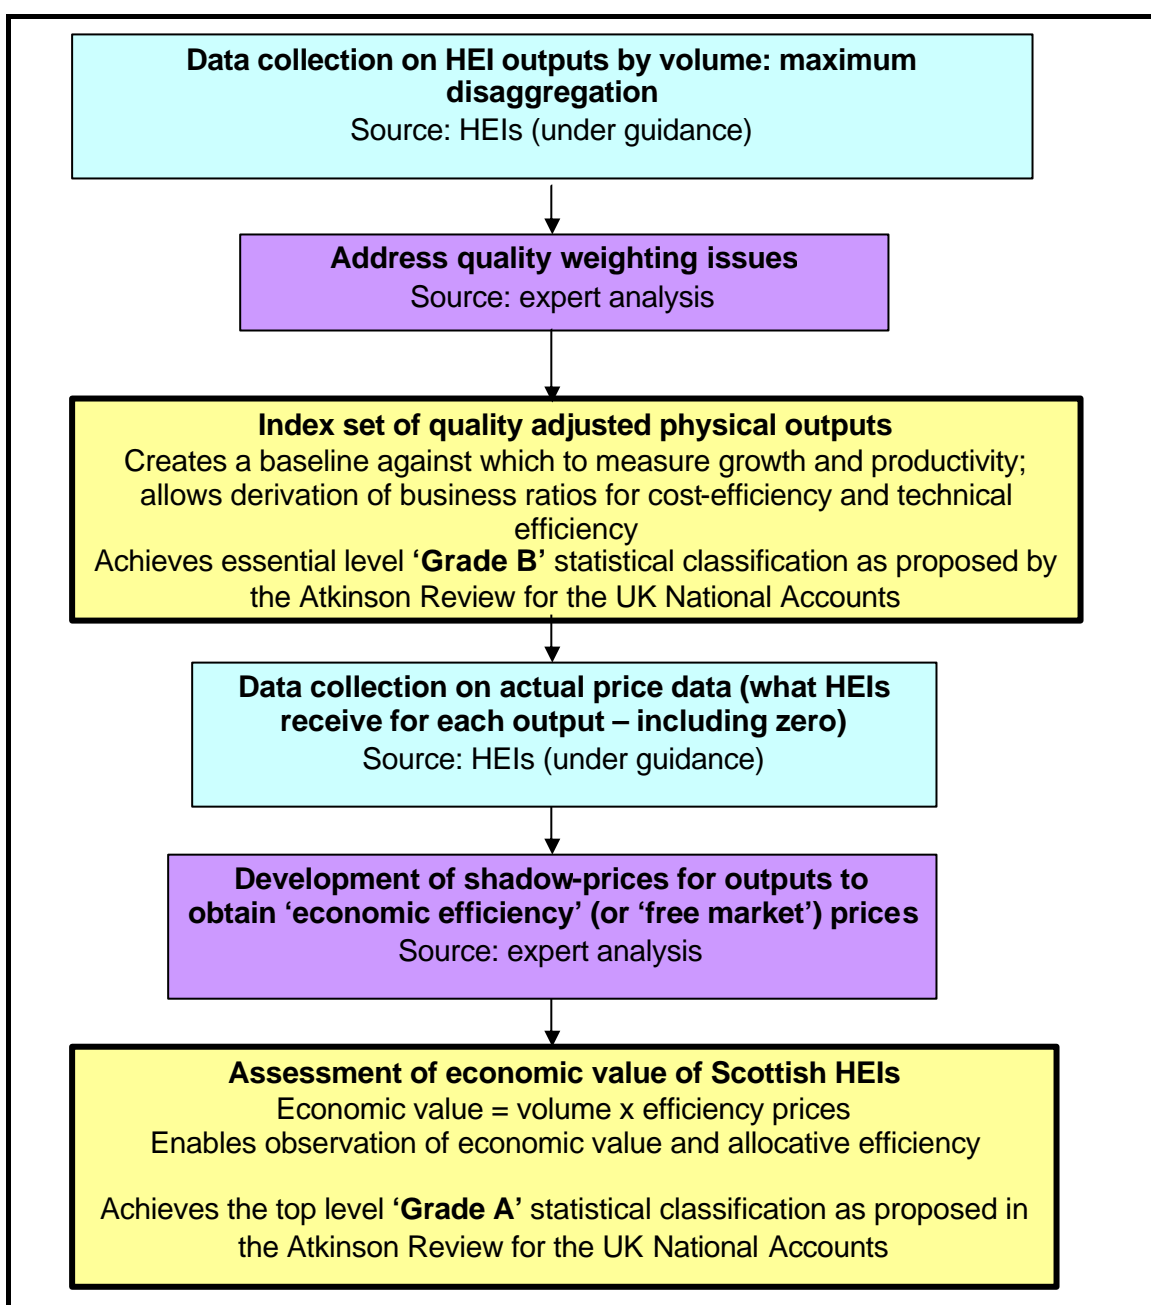 Data collection on HEI outputs by volume: maximum
disaggregation
Source: HEIs (under guidance)
Address quality weighting issues
Source: expert analysis
Index set of quality adjusted physical outputs
Creates a baseline against which to measure growth and productivity;
allows derivation of business ratios for cost-efficiency and technical
efficiency
Achieves essential level ‘Grade B’ statistical classification as proposed by
the Atkinson Review for the UK National Accounts
Data collection on actual price data (what HEIs
receive for each output – including zero)
Source: HEIs (under guidance)
Development of shadow-prices for outputs to
obtain ‘economic efficiency’ (or ‘free market’) prices
Source: expert analysis
Assessment of economic value of Scottish HEIs
Economic value = volume x efficiency prices
Enables observation of economic value and allocative efficiency
Achieves the top level ‘Grade A’ statistical classification as proposed in
the Atkinson Review for the UK National Accounts